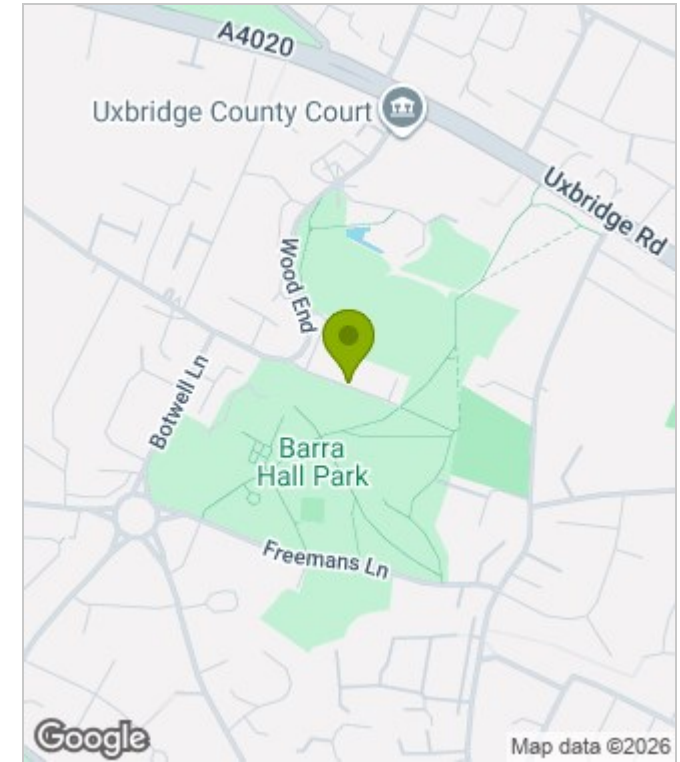 A4020
Uxbridge County Court
Uxbridge Rd
Wood End
Botwell Ln
Barra
Hall Park
Freemans Ln
Google
Map data ©2026